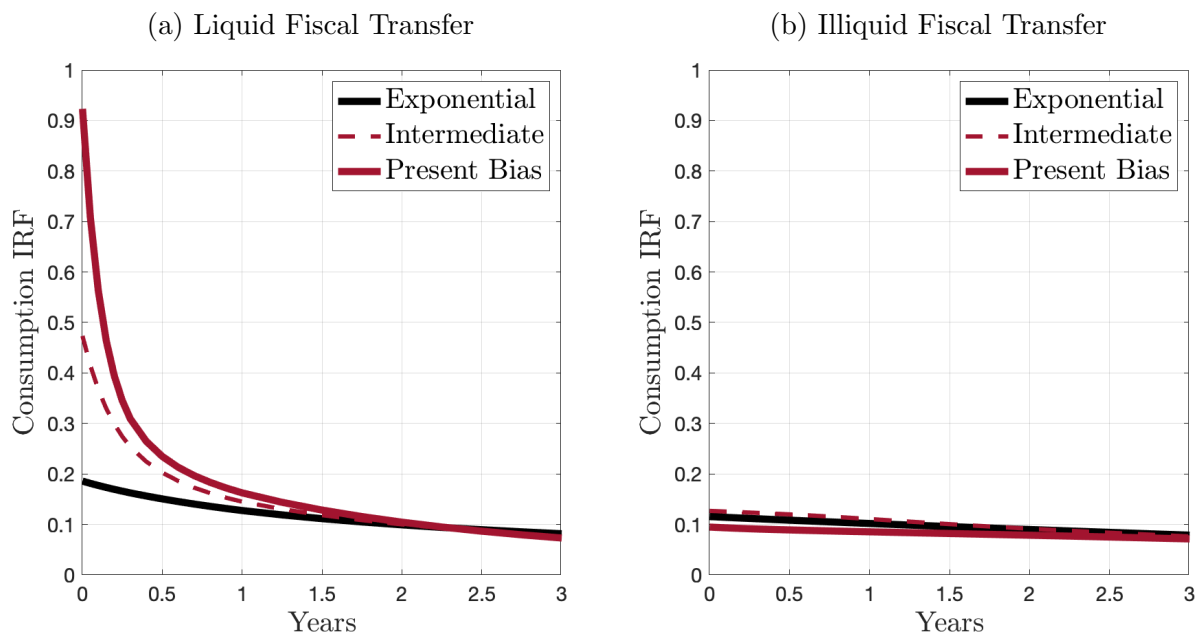 (a) Liquid Fiscal Transfer
Consumption IRF
1
0.9
0.8
0.7
0.6
0.5
0.4
0.3
0.2
0.1
0
Exponential
Intermediate
Present Bias
0 0.5 1 1.5 2 2.5 3
Years
(b) Illiquid Fiscal Transfer
Consumption IRF
1
0.9
0.8
0.7
0.6
0.5
0.4
0.3
0.2
0.1
0
Exponential
Intermediate
Present Bias
0 0.5 1 1.5 2 2.5 3
Years